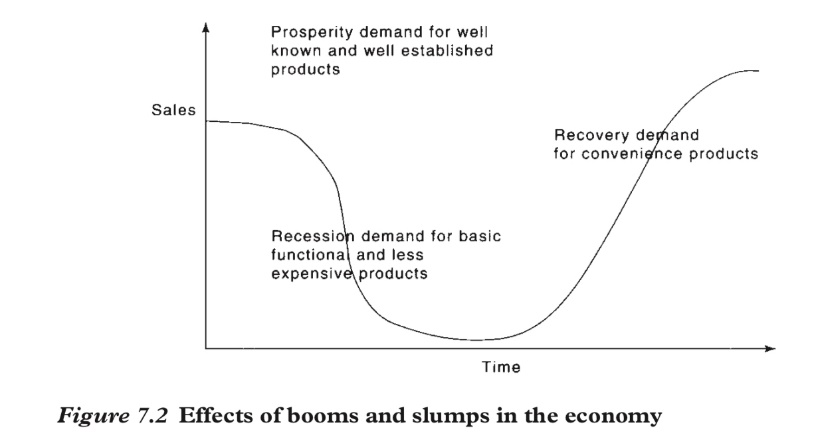 Prosperity demand for well
known and well established
products
Sales
Recovery demand
for convenience products
Recession demand for basic
functional and less
expensive products
Time
Figure 7.2 Effects of booms and slumps in the economy